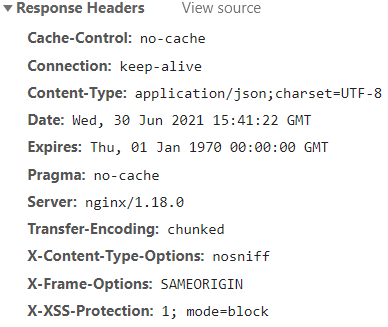 Response Headers View source
Cache-Control: no-cache
Connection: keep-alive
Content-Type: application/json;charset=UTF-8
Date: Wed, 30 Jun 2021 15:41:22 GMT
Expires: Thu, 01 Jan 1970 00:00:00 GMT
Pragma: no-cache
Server: nginx/1.18.0
Transfer-Encoding: chunked
X-Content-Type-Options: nosniff
X-Frame-Options: SAMEORIGIN
X-XSS-Protection: 1; mode=block